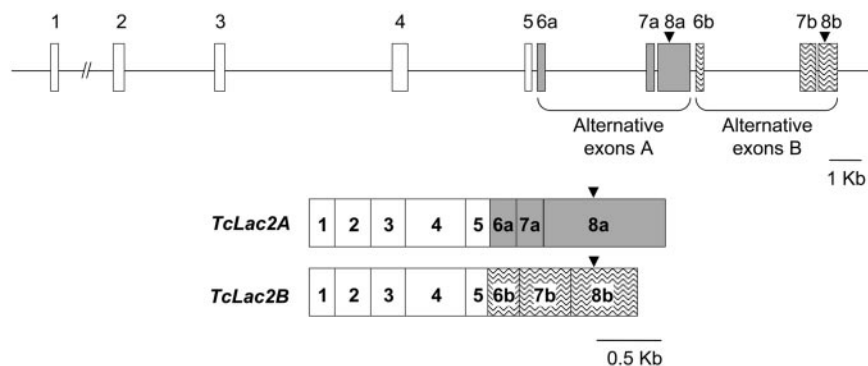 1 2 3 4 5 6a 7a 8a 6b 7b 8b
//
Alternative exons A
Alternative exons B
1 Kb
TcLac2A 1 2 3 4 5 6a 7a 8a
TcLac2B 1 2 3 4 5 6b 7b 8b
0.5 Kb